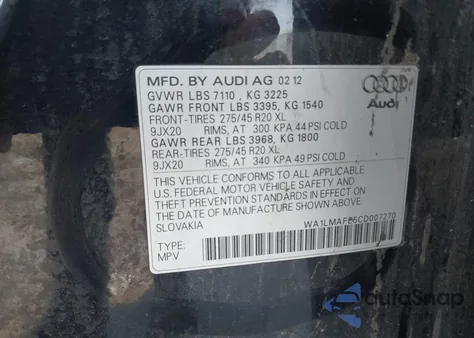 MFD. BY AUDI AG 02 12
GVWR LBS 7110 , KG 3225
GAWR FRONT LBS 3395, KG 1540
FRONT-TIRES 275/45 R20 XL
9JX20 RIMS, AT 300 KPA 44 PSI COLD
GAWR REAR LBS 3968, KG 1800
REAR-TIRES 275/45 R20 XL
9JX20 RIMS, AT 340 KPA 49 PSI COLD
Audi
THIS VEHICLE CONFORMS TO ALL APPLICABLE
U.S. FEDERAL MOTOR VEHICLE SAFETY AND
THEFT PREVENTION STANDARDS IN EFFECT ON
THE DATE OF MANUFACTURE SHOWN ABOVE.
SLOVAKIA
TYPE:
MPV
autoSnap